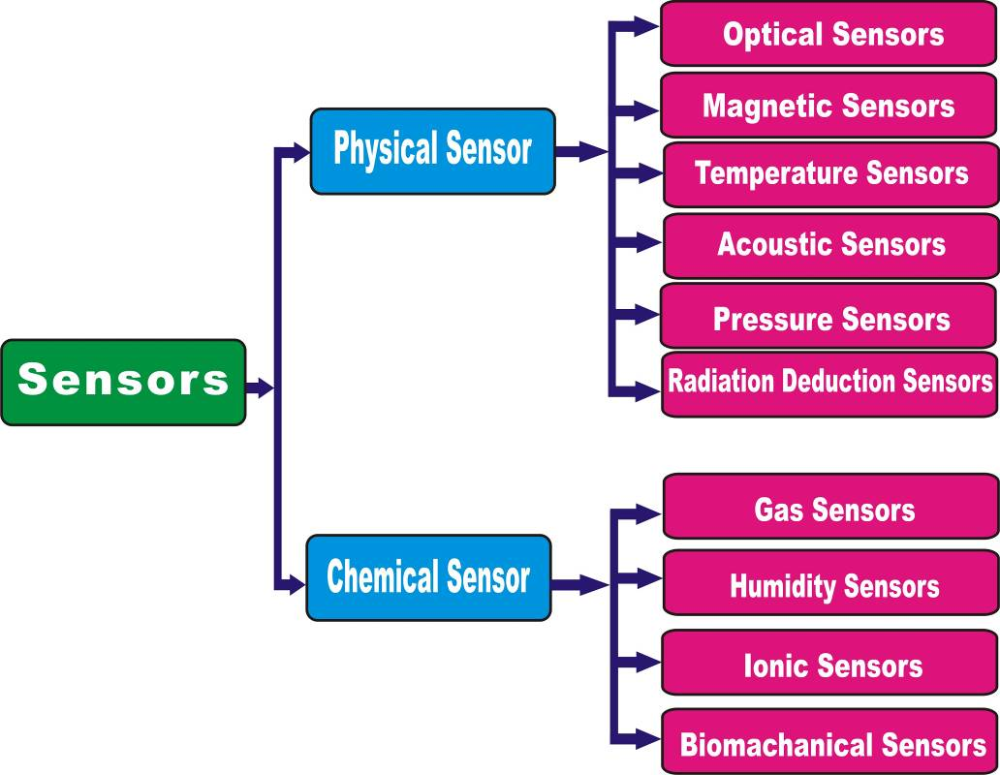 Sensors
Physical Sensor
Optical Sensors
Magnetic Sensors
Temperature Sensors
Acoustic Sensors
Pressure Sensors
Radiation Deduction Sensors
Chemical Sensor
Gas Sensors
Humidity Sensors
Ionic Sensors
Biomachanical Sensors